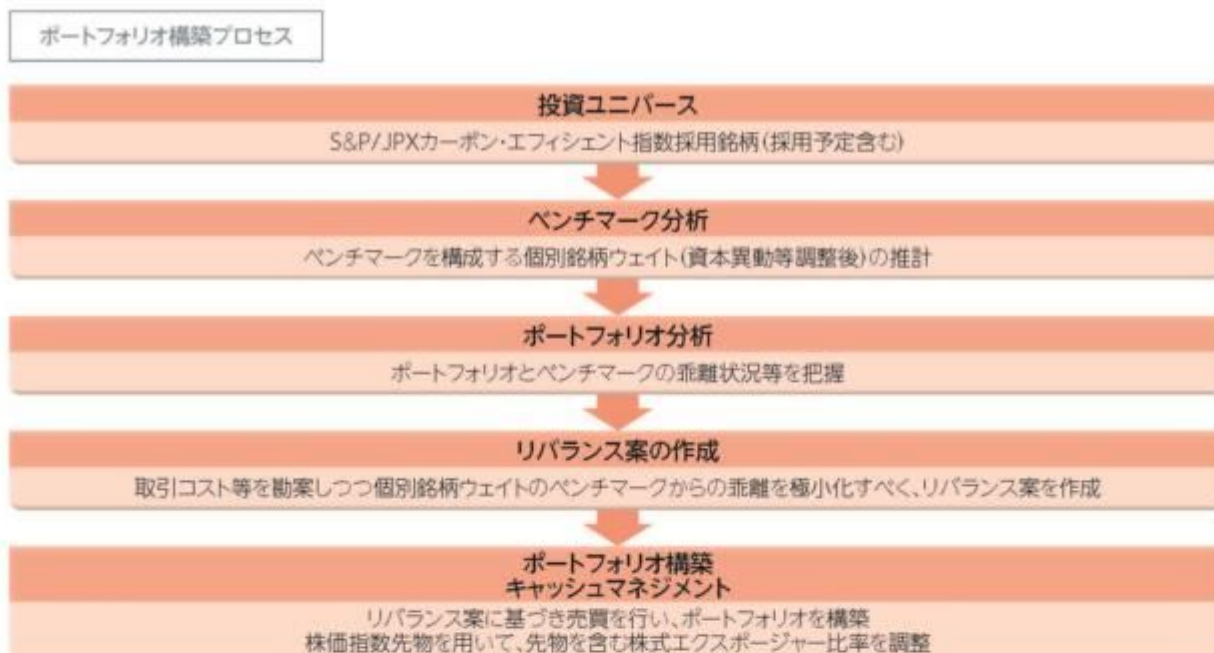 ポートフォリオ構築プロセス
投資ユニバース
S&P/JPXカーボン・エフィシェント指数採用銘柄(採用予定含む)
ベンチマーク分析
ベンチマークを構成する個別銘柄ウェイト(資本異動等調整後)の推計
ポートフォリオ分析
ポートフォリオとベンチマークの乖離状況等を把握
リバランス案の作成
取引コスト等を勘案しつつ個別銘柄ウェイトのベンチマークからの乖離を極小化すべく、リバランス案を作成
ポートフォリオ構築
キャッシュマネジメント
リバランス案に基づき売買を行い、ポートフォリオを構築
株価指数先物を用いて、先物を含む株式エクスポージャー比率を調整